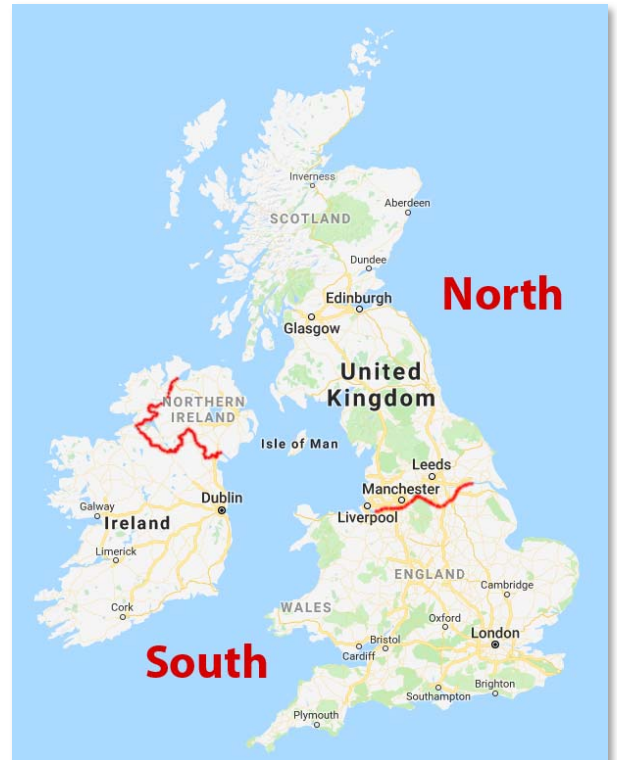 Inverness
Aberdeen
SCOTLAND
Dundee
North
Edinburgh
Glasgow
United
Kingdom
NORTHERN
IRELAND
Isle of Man
Leeds
Manchester
Liverpool
Dublin
Galway
Ireland
Limerick
ENGLAND
Cambridge
Cork
WALES
Oxford
London
South
Bristol
Cardiff
Brighton
Southampton
Plymouth